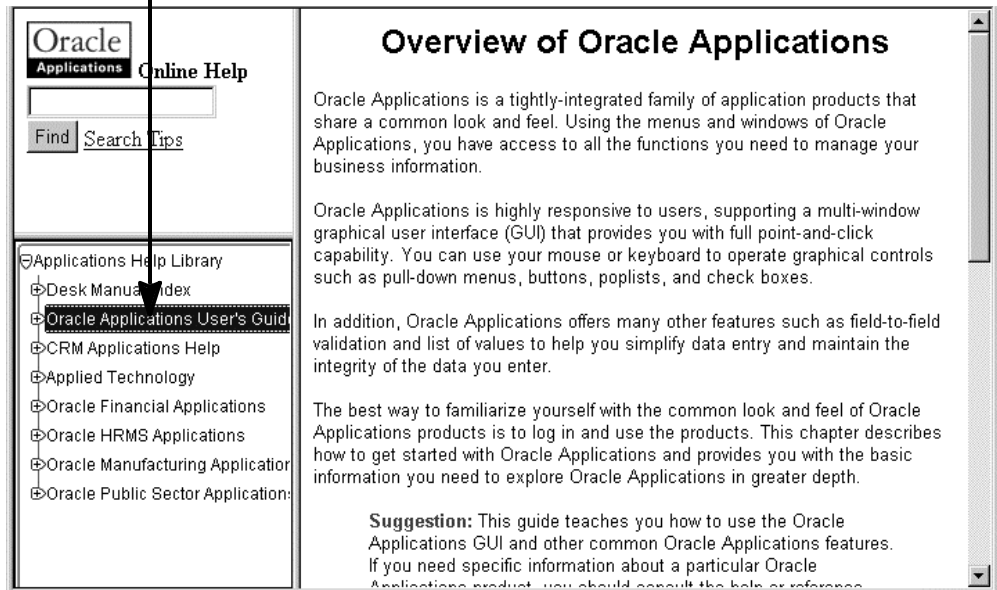 Oracle
Applications Online Help
Find Search Tips
Applications Help Library
Desk Manual Index
Oracle Applications User's Guid
CRM Applications Help
Applied Technology
Oracle Financial Applications
Oracle HRMS Applications
Oracle Manufacturing Application
Oracle Public Sector Applications
Overview of Oracle Applications
Oracle Applications is a tightly-integrated family of application products that
share a common look and feel. Using the menus and windows of Oracle
Applications, you have access to all the functions you need to manage your
business information.
Oracle Applications is highly responsive to users, supporting a multi-window
graphical user interface (GUI) that provides you with full point-and-click
capability. You can use your mouse or keyboard to operate graphical controls
such as pull-down menus, buttons, poplists, and check boxes.
In addition, Oracle Applications offers many other features such as field-to-field
validation and list of values to help you simplify data entry and maintain the
integrity of the data you enter.
The best way to familiarize yourself with the common look and feel of Oracle
Applications products is to log in and use the products. This chapter describes
how to get started with Oracle Applications and provides you with the basic
information you need to explore Oracle Applications in greater depth.
Suggestion: This guide teaches you how to use the Oracle
Applications GUI and other common Oracle Applications features.
If you need specific information about a particular Oracle
Applications product, you should consult the help or reference